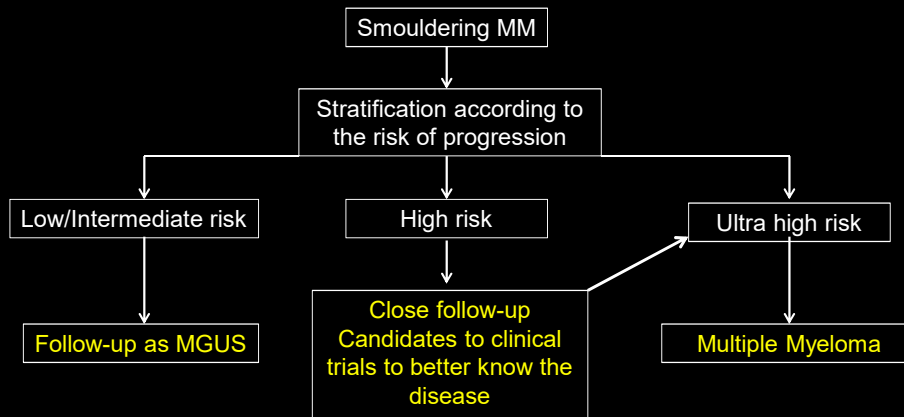 Smouldering MM
Stratification according to
the risk of progression
Low/Intermediate risk
High risk
Ultra high risk
Follow-up as MGUS
Close follow-up
Candidates to clinical
trials to better know the
disease
Multiple Myeloma